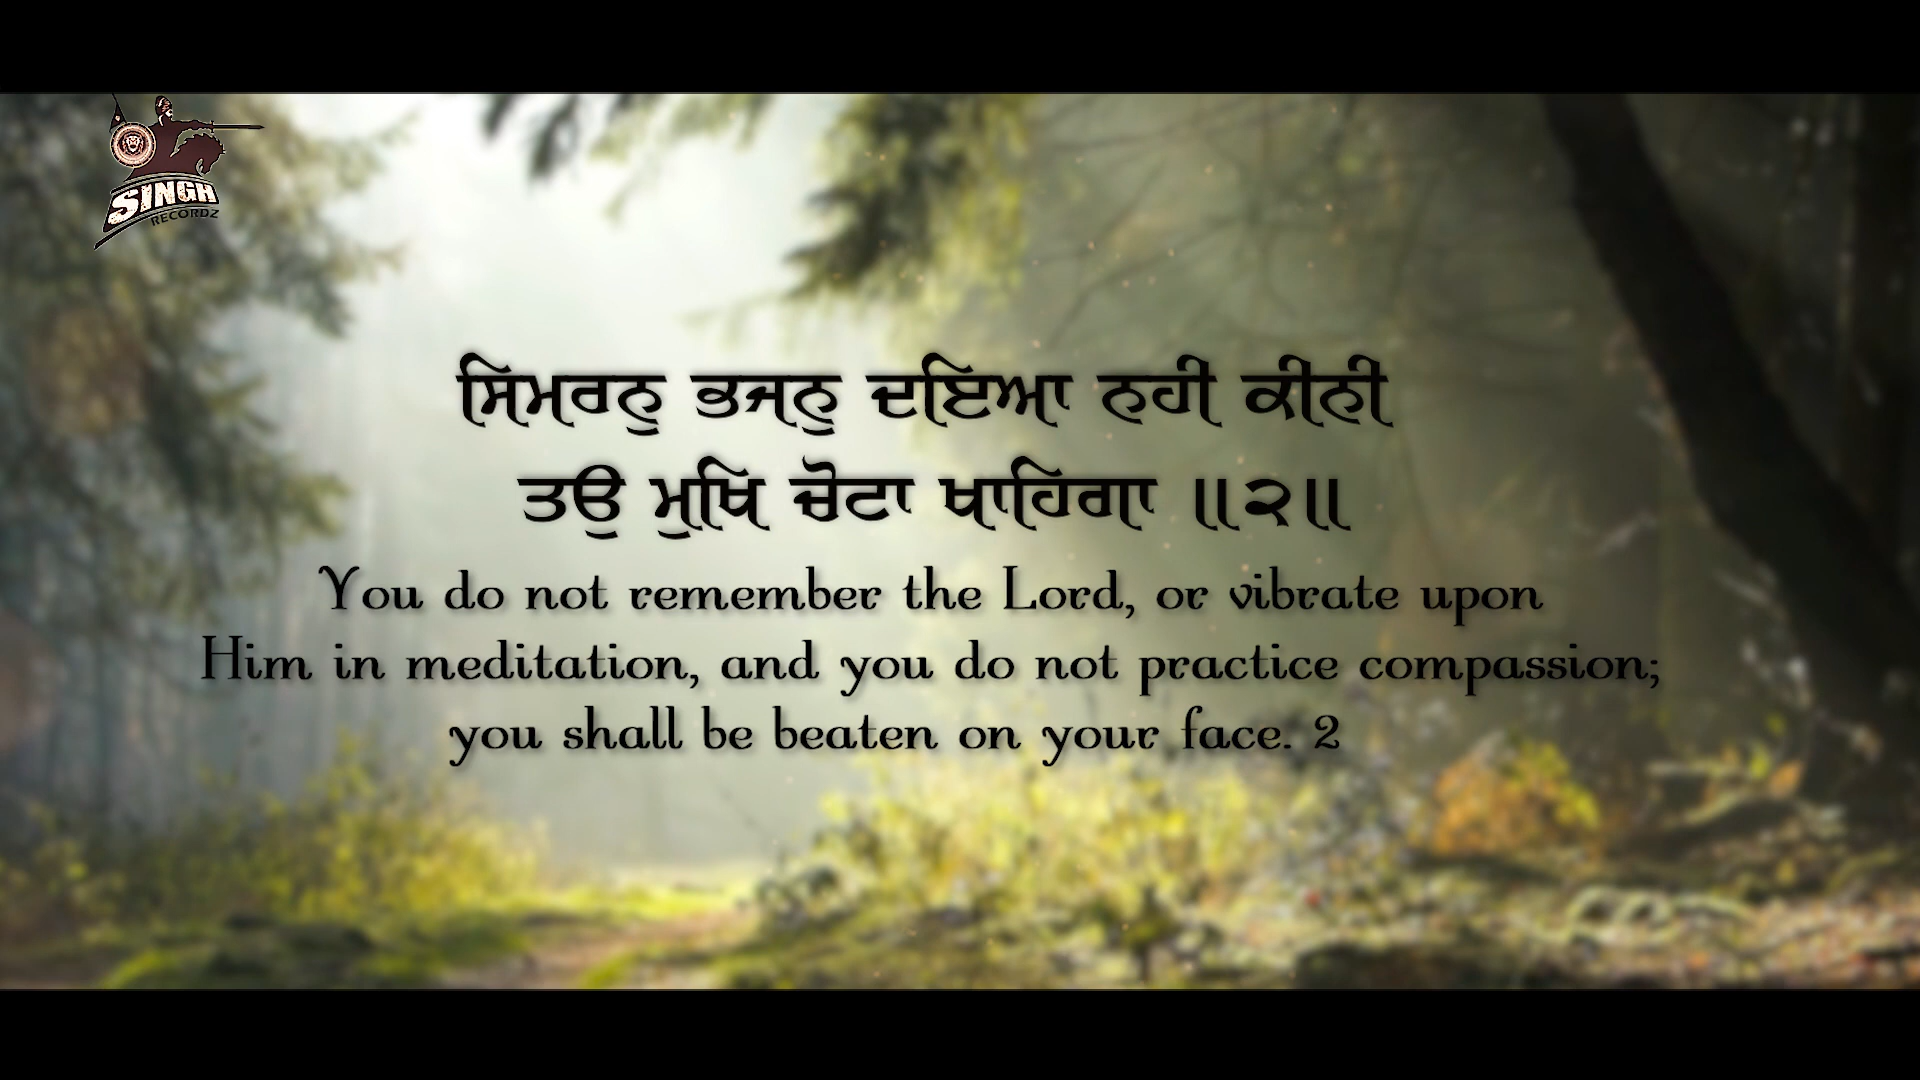 SINGH
RECORDZ
ਸਿਮਰਨੁ ਭਜਨੁ ਦਇਆ ਨਹੀ ਕੀਨੀ
ਤਉ ਮੁਖਿ ਚੋਟਾ ਖਾਹਿਗਾ ॥੨॥
You do not remember the Lord, or vibrate upon
Him in meditation, and you do not practice compassion;
you shall be beaten on your face. 2